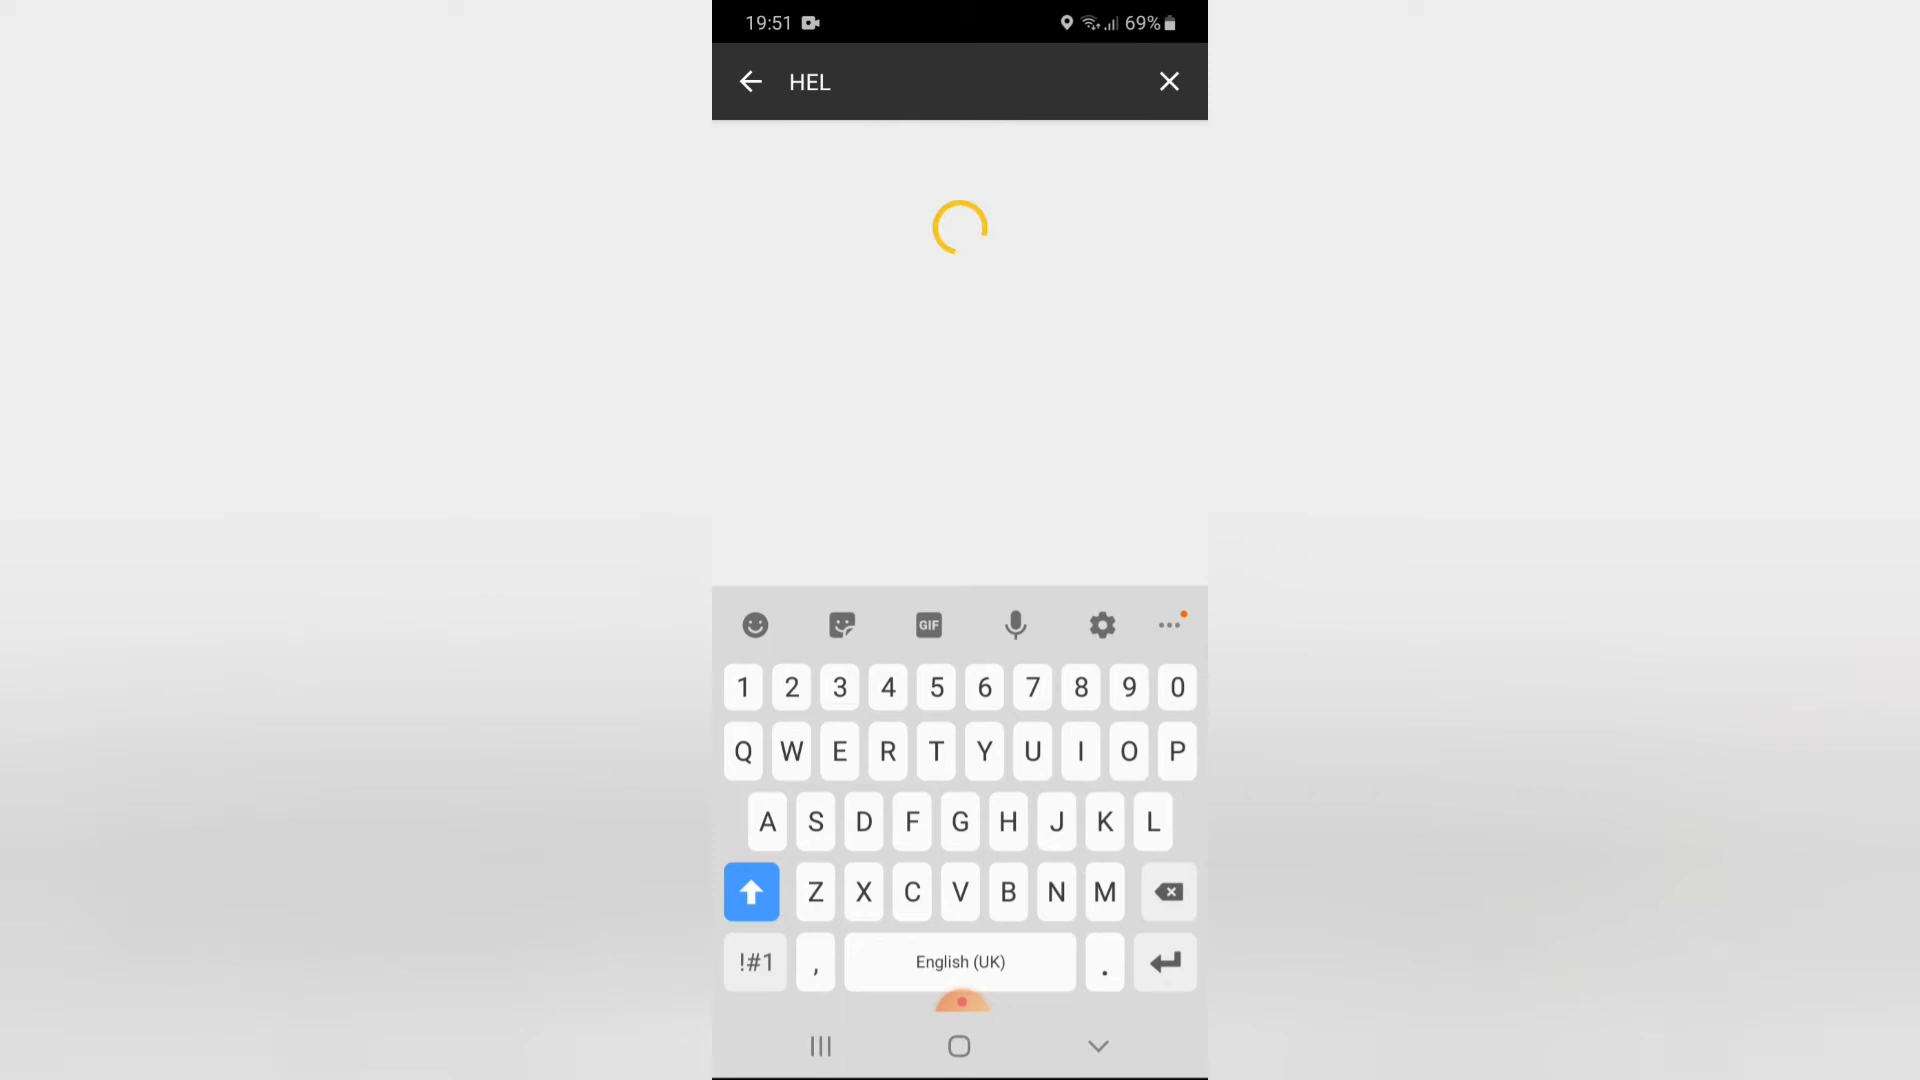 19:51 69%
HEL
GIF
1 2 3 4 5 6 7 8 9 0
Q W E R T Y U I O P
A S D F G H J K L
Z X C V B N M
!#1 , English (UK) .